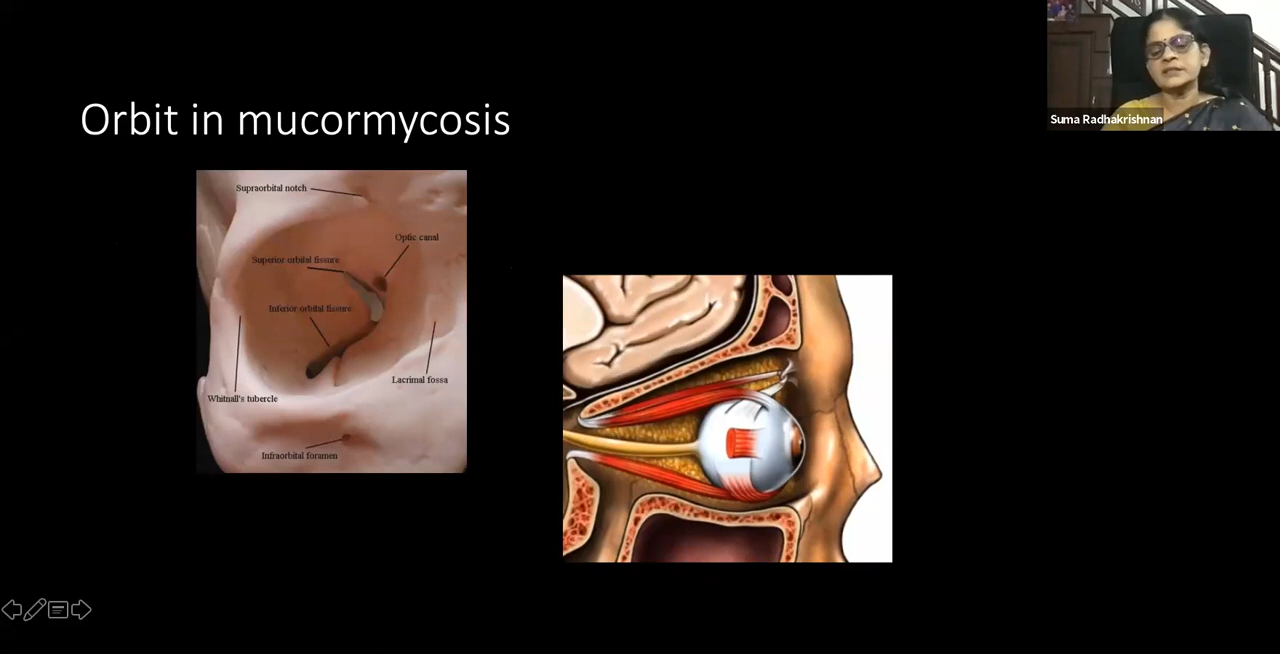 Orbit in mucormycosis
Supraorbital notch
Optic canal
Superior orbital fissure
Inferior orbital fissure
Lacrimal fossa
Whitnall's tubercle
Infraorbital foramen
Suma Radhakrishnan